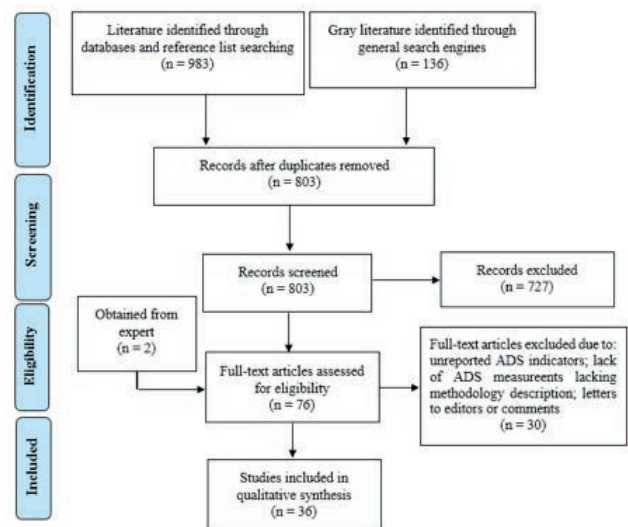 Identification
Literature identified through
databases and reference list searching
(n = 983)
Gray literature identified through
general search engines
(n = 136)
Records after duplicates removed
(n = 803)
Screening
Records screened
(n = 803)
Records excluded
(n = 727)
Eligibility
Obtained from
expert
(n = 2)
Full-text articles assessed
for eligibility
(n = 76)
Full-text articles excluded due to:
unreported ADS indicators; lack
of ADS measureents lacking
methodology description; letters
to editors or comments
(n = 30)
Included
Studies included in
qualitative synthesis
(n = 36)